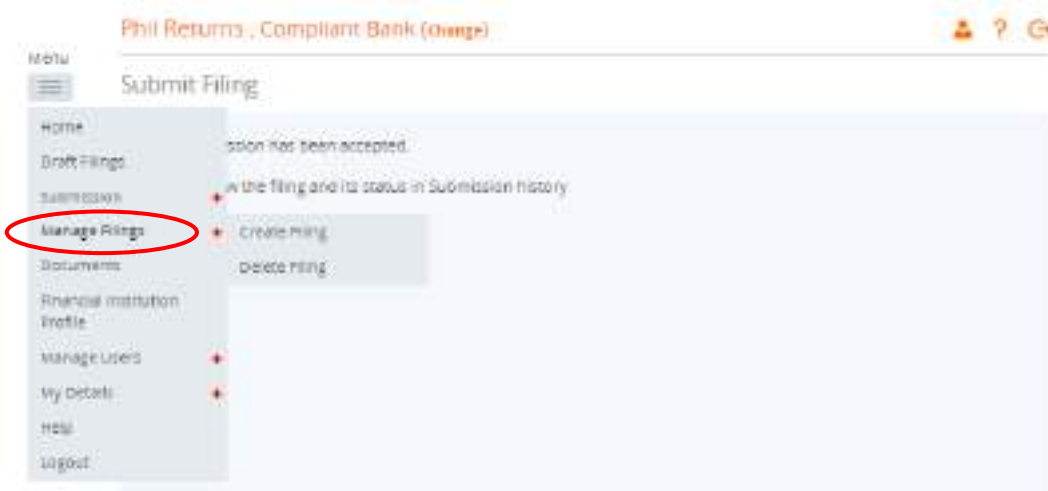 Phil Returns , Compliant Bank (Change)
?
Menu
Submit Filing
Home
ssion has been accepted.
Draft Filings
w the filing and its status in Submission history
Submission
Manage Filings
Create Filing
Documents
Delete Filing
Financial Institution
Profile
Manage Users
My Details
Help
Logout